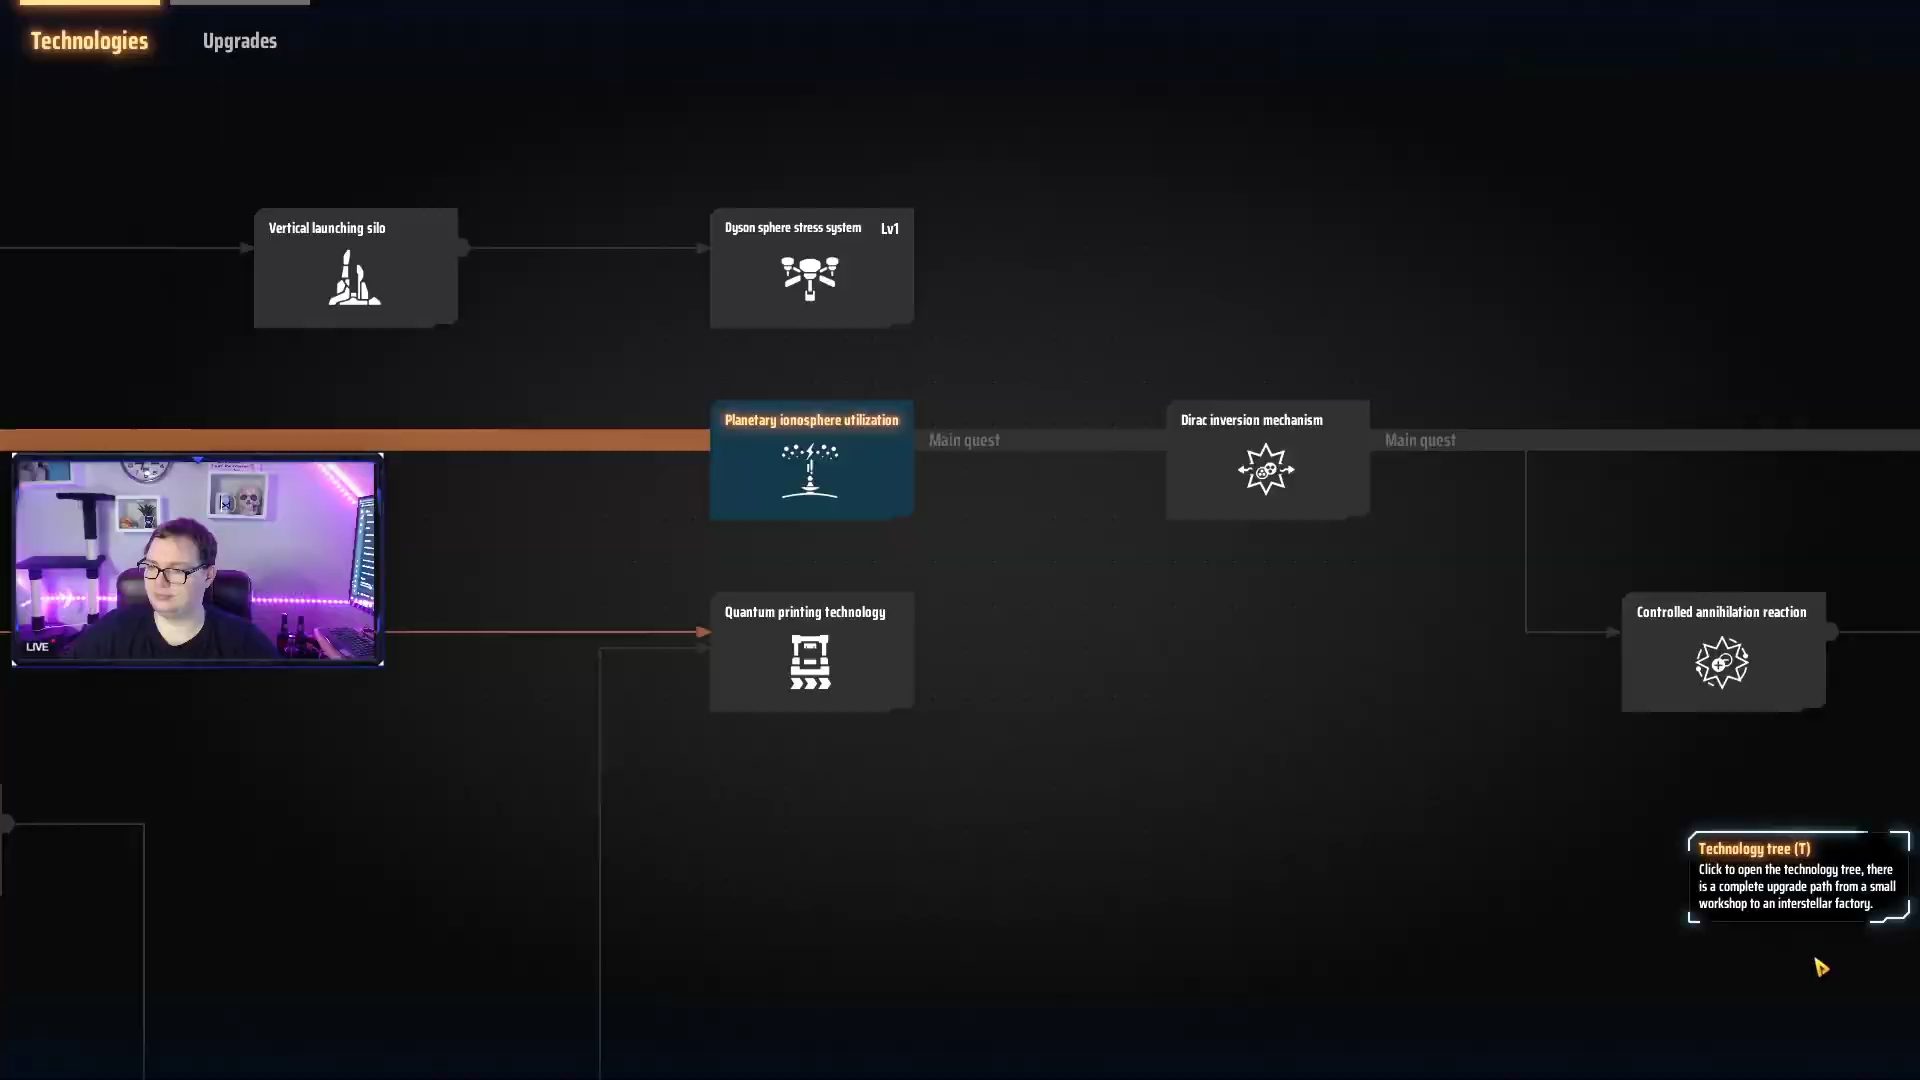 Technologies
Upgrades
Vertical launching silo
Dyson sphere stress system Lv1
Planetary ionosphere utilization
Main quest
Dirac inversion mechanism
Main quest
Quantum printing technology
Controlled annihilation reaction
LIVE
Technology tree (T)
Click to open the technology tree, there
is a complete upgrade path from a small
workshop to an interstellar factory.